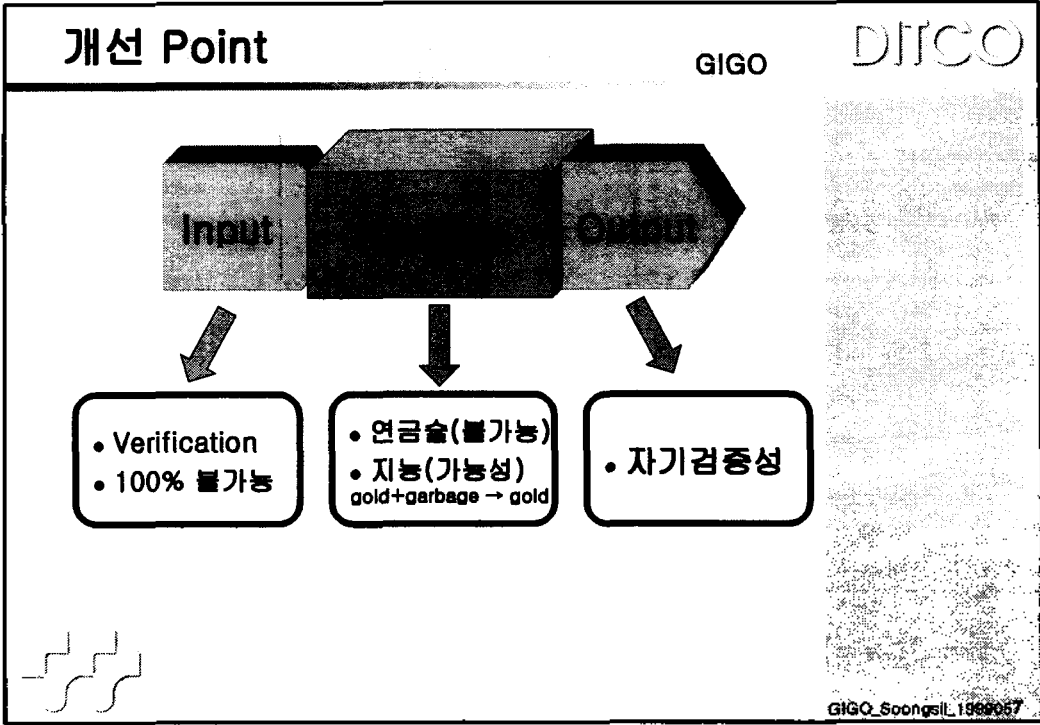 개선 Point
GIGO
DITCO
Input
Output
• Verification
• 100% 불가능
• 연금술(불가능)
• 지능(가능성)
gold+garbage → gold
• 자기검증성